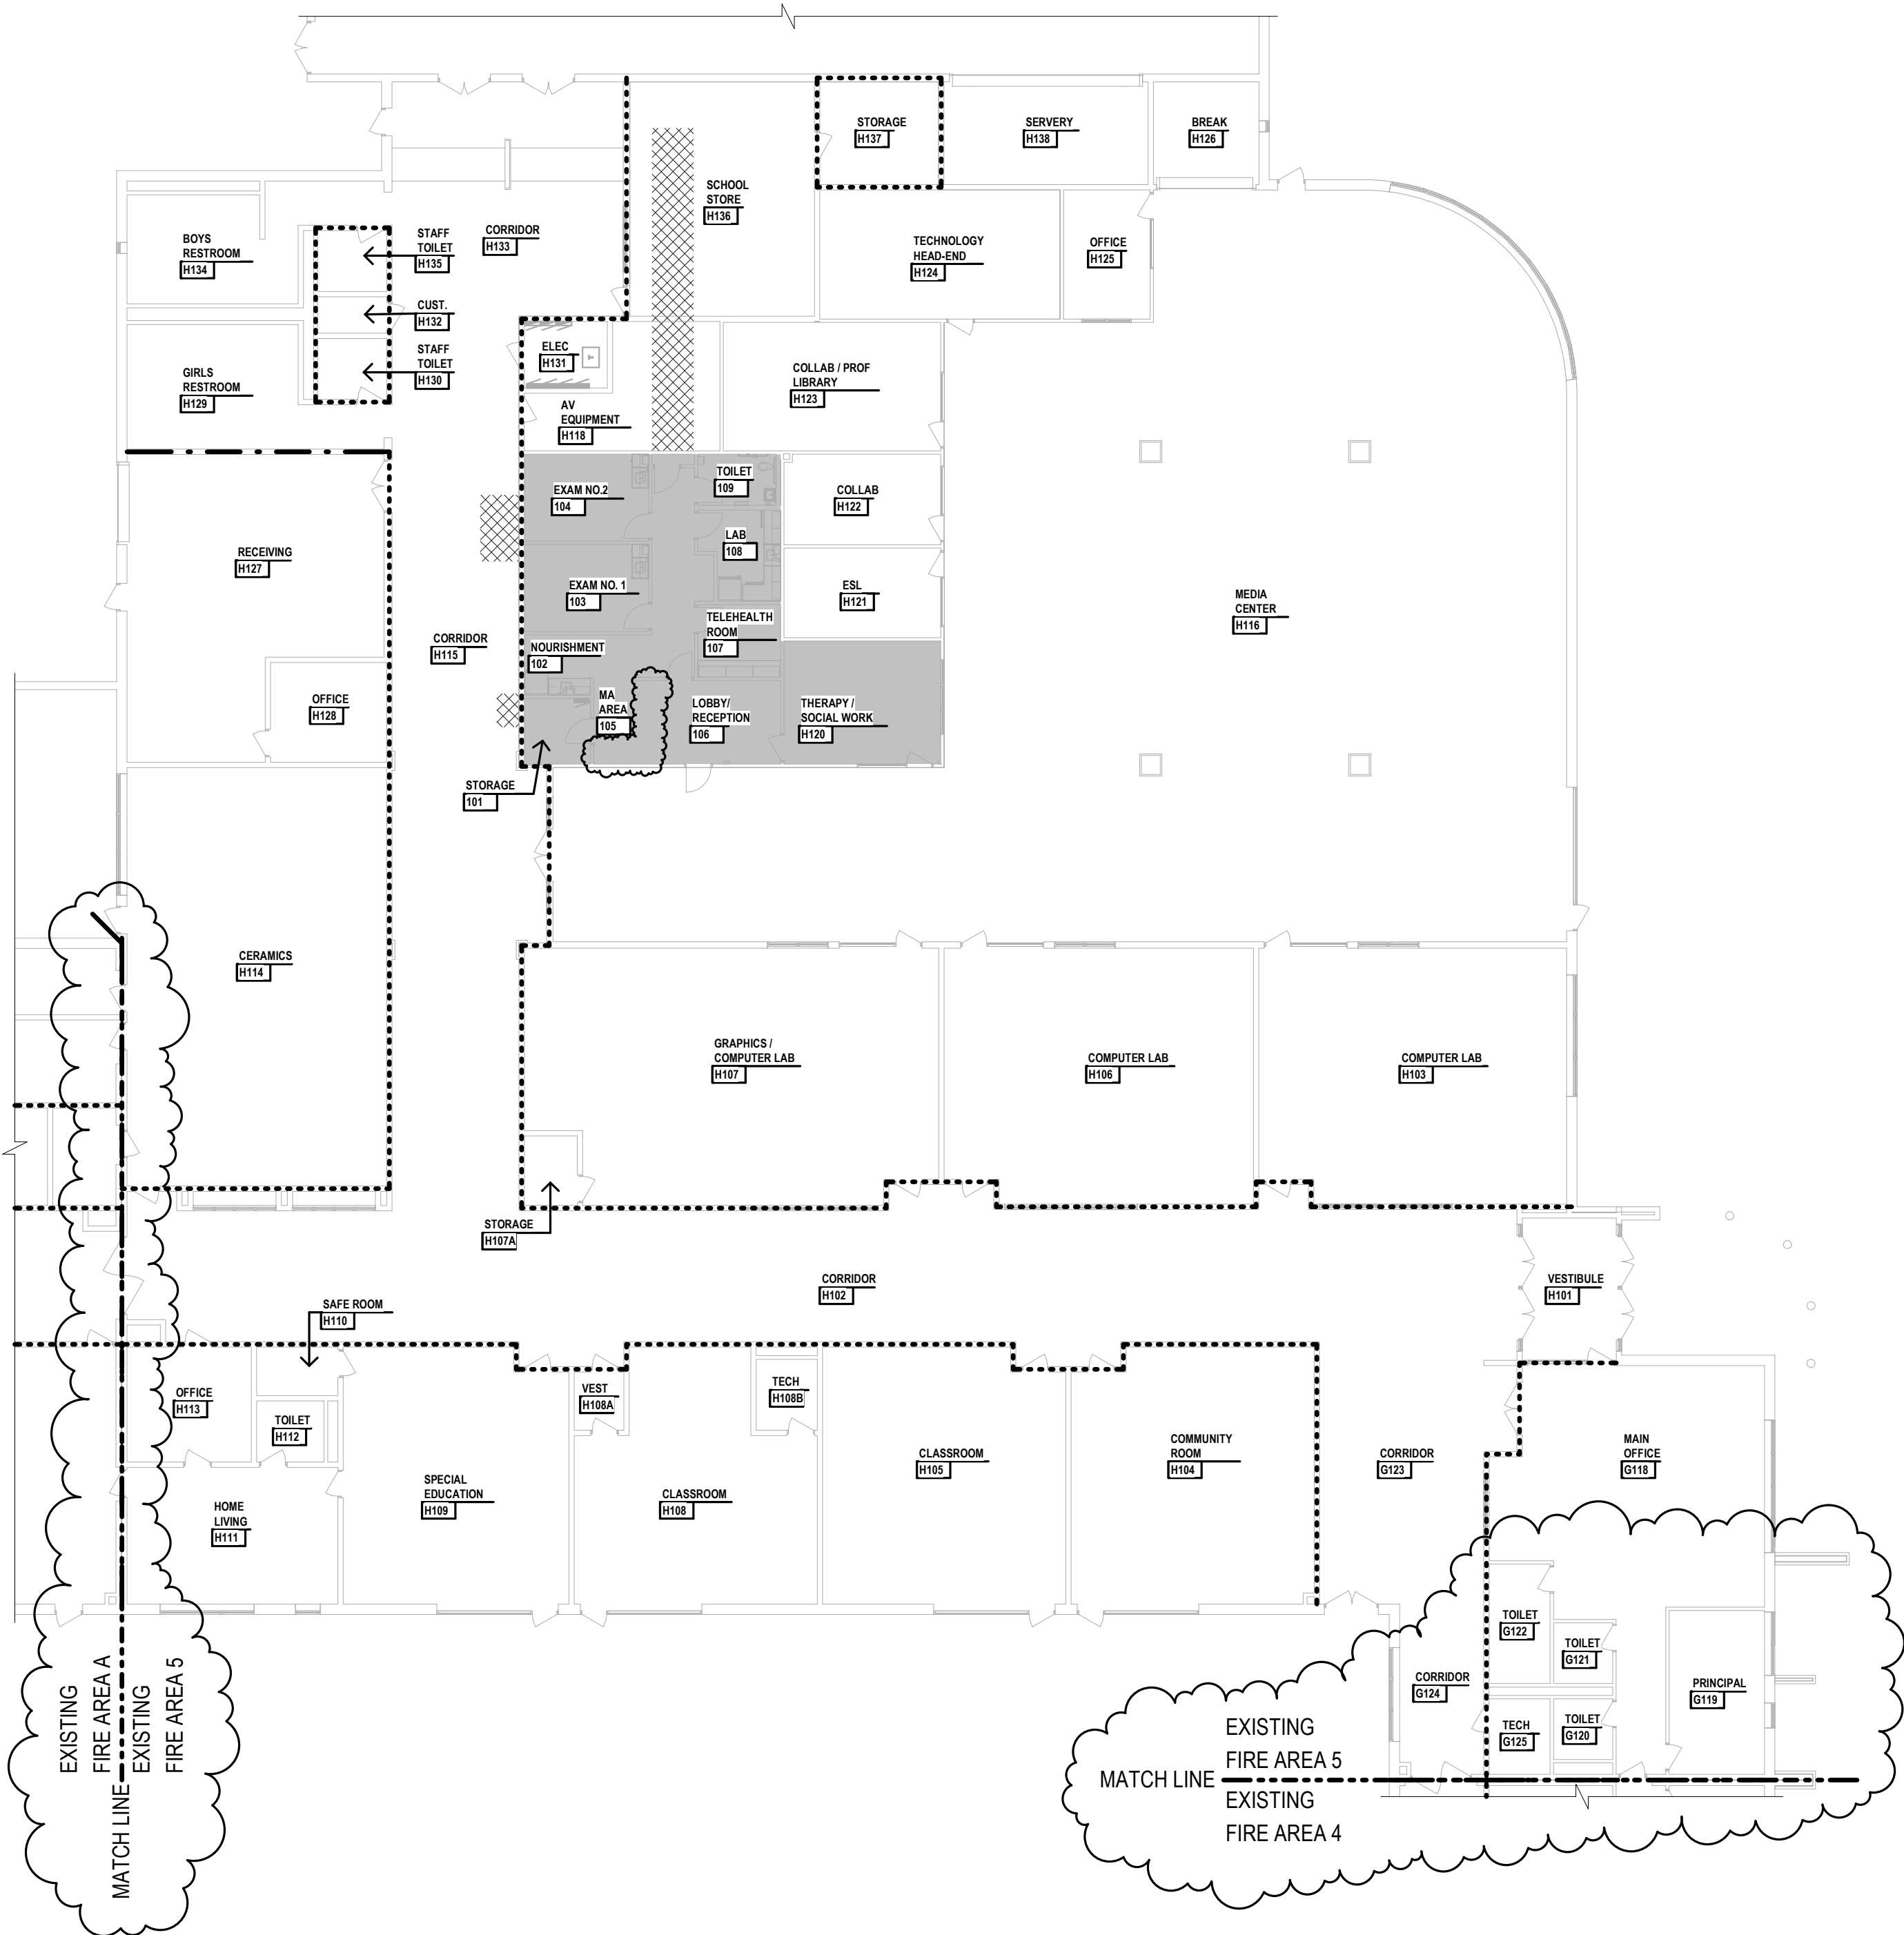 STORAGE
H137
SERVERY
H138
BREAK
H126
SCHOOL
STORE
H136
BOYS
RESTROOM
H134
STAFF
TOILET
H135
CORRIDOR
H133
TECHNOLOGY
HEAD-END
H124
OFFICE
H125
CUST.
H132
STAFF
TOILET
H130
GIRLS
RESTROOM
H129
ELEC
H131
T
COLLAB / PROF
LIBRARY
H123
AV
EQUIPMENT
H118
EXAM NO.2
104
TOILET
109
COLLAB
H122
LAB
108
RECEIVING
H127
EXAM NO. 1
103
ESL
H121
MEDIA
CENTER
H116
TELEHEALTH
ROOM
107
CORRIDOR
H115
NOURISHMENT
102
OFFICE
H128
MA
AREA
105
LOBBY/
RECEPTION
106
THERAPY /
SOCIAL WORK
H120
STORAGE
101
CERAMICS
H114
GRAPHICS /
COMPUTER LAB
H107
COMPUTER LAB
H106
COMPUTER LAB
H103
STORAGE
H107A
CORRIDOR
H102
VESTIBULE
H101
SAFE ROOM
H110
OFFICE
H113
TOILET
H112
VEST
H108A
TECH
H108B
HOME
LIVING
H111
SPECIAL
EDUCATION
H109
CLASSROOM
H108
CLASSROOM
H105
COMMUNITY
ROOM
H104
CORRIDOR
G123
MAIN
OFFICE
G118
TOILET
G122
TOILET
G121
CORRIDOR
G124
PRINCIPAL
G119
TECH
G125
TOILET
G120
EXISTING
FIRE AREA A
EXISTING
FIRE AREA 5
MATCH LINE
EXISTING
FIRE AREA 5
MATCH LINE
EXISTING
FIRE AREA 4